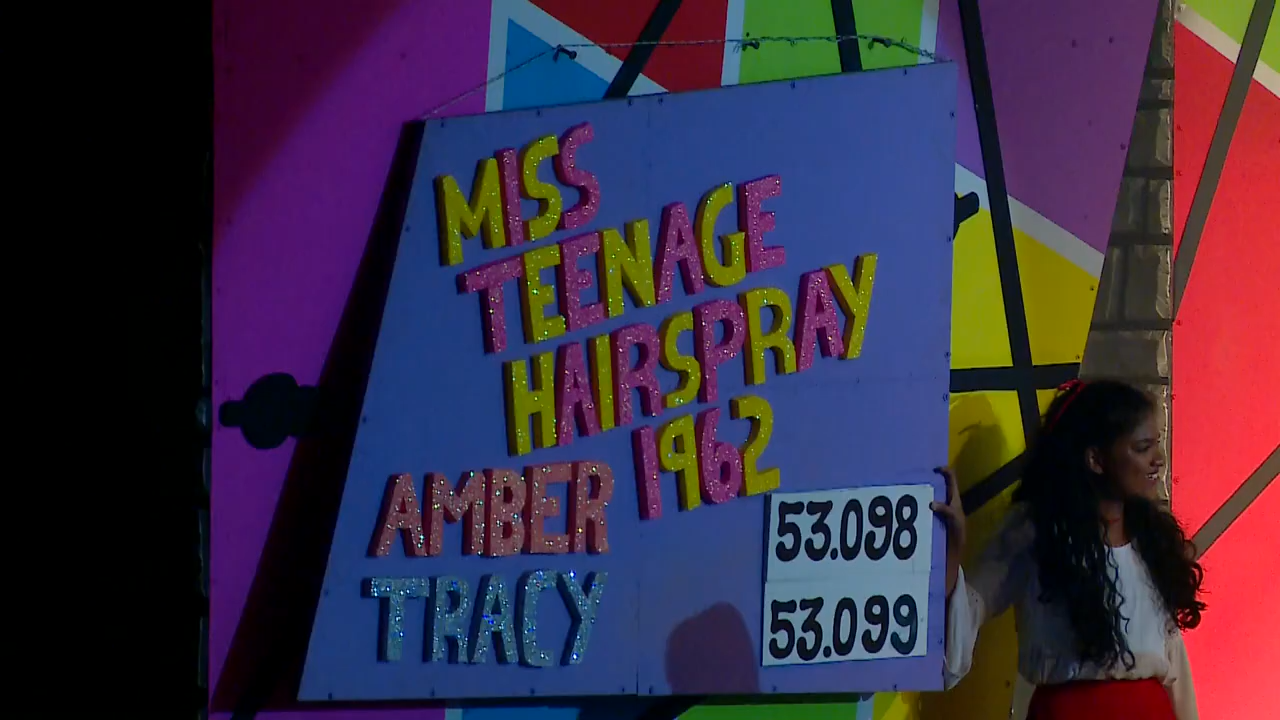 MISS
TEENAGE
HAIRSPRAY
1962
AMBER 53.098
TRACY 53.099